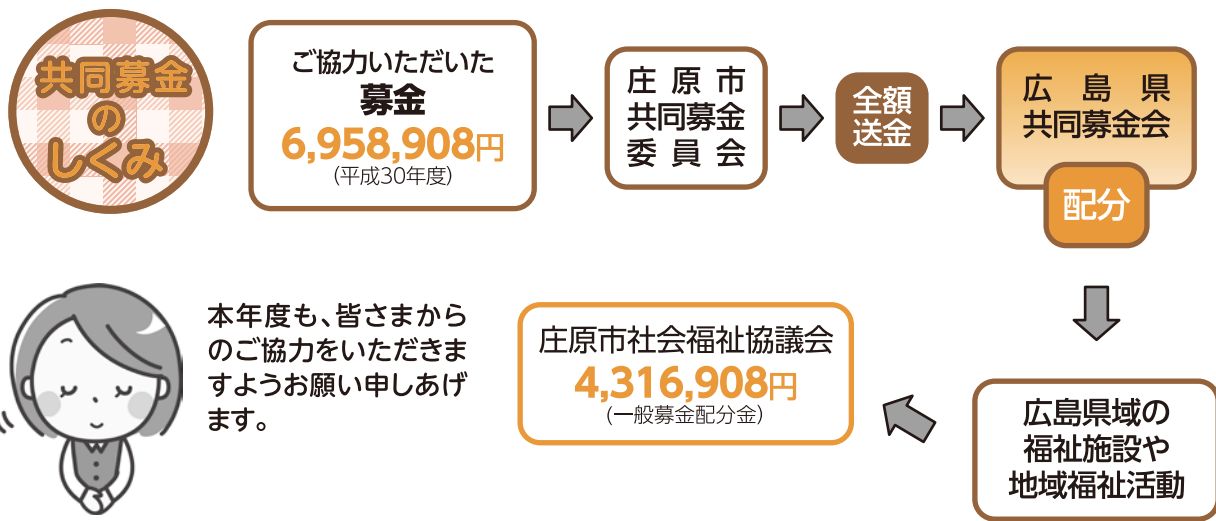 共同募金
の
しくみ
ご協力いただいた
募金
6,958,908円
(平成30年度)
庄原市
共同募金
委員会
全額
送金
広島県
共同募金会
配分
広島県域の
福祉施設や
地域福祉活動
庄原市社会福祉協議会
4,316,908円
(一般募金配分金)
本年度も、皆さまから
のご協力をいただきま
すようお願い申しあげ
ます。